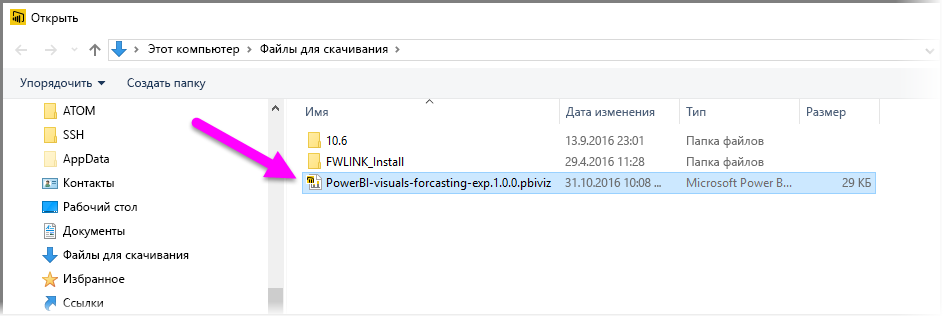 Открыть
Этот компьютер > Файлы для скачивания >
Упорядочить Создать папку
Имя Дата изменения Тип Размер
ATOM
SSH
AppData
Контакты
Рабочий стол
Документы
Файлы для скачивания
Избранное
Ссылки
10.6 13.9.2016 23:01 Папка файлов
FWLINK_Install 29.4.2016 11:28 Папка файлов
PowerBI-visuals-forcasting-exp.1.0.0.pbiviz 31.10.2016 10:08 ... Microsoft Power B... 29 КБ